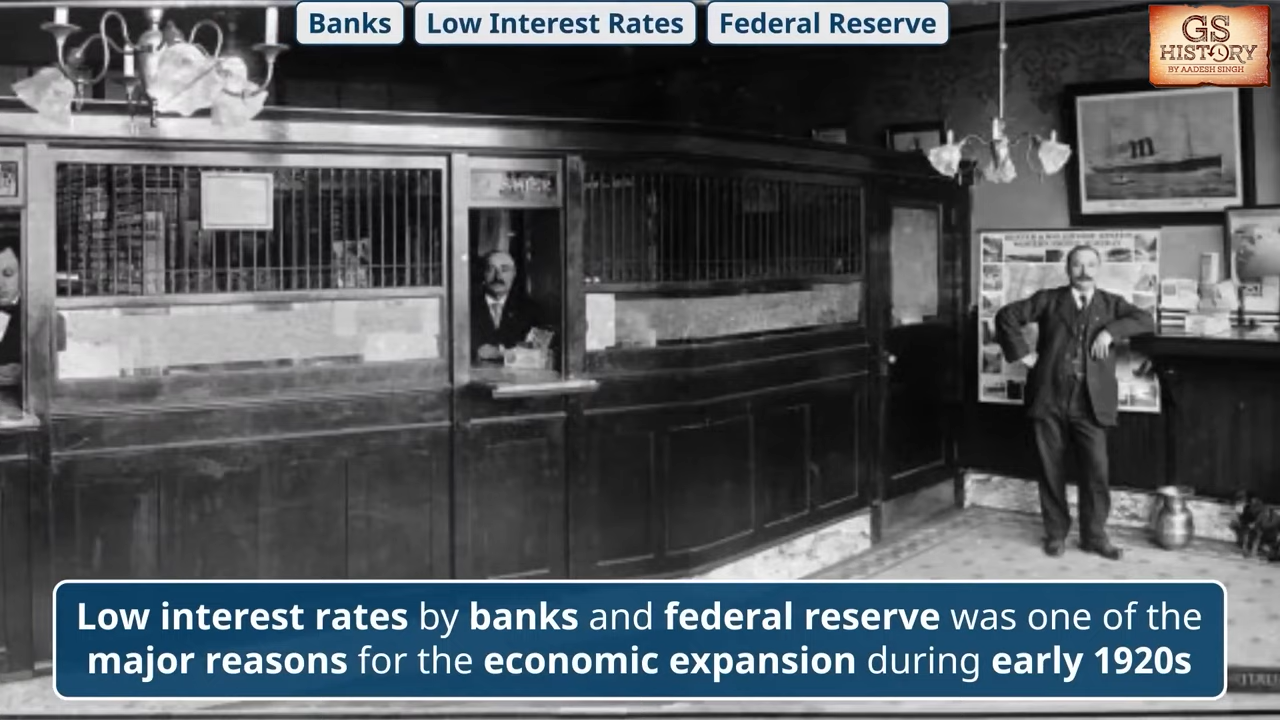 Banks
Low Interest Rates
Federal Reserve
GS
HISTORY
BY AADESH SINGH
Low interest rates by banks and federal reserve was one of the
major reasons for the economic expansion during early 1920s